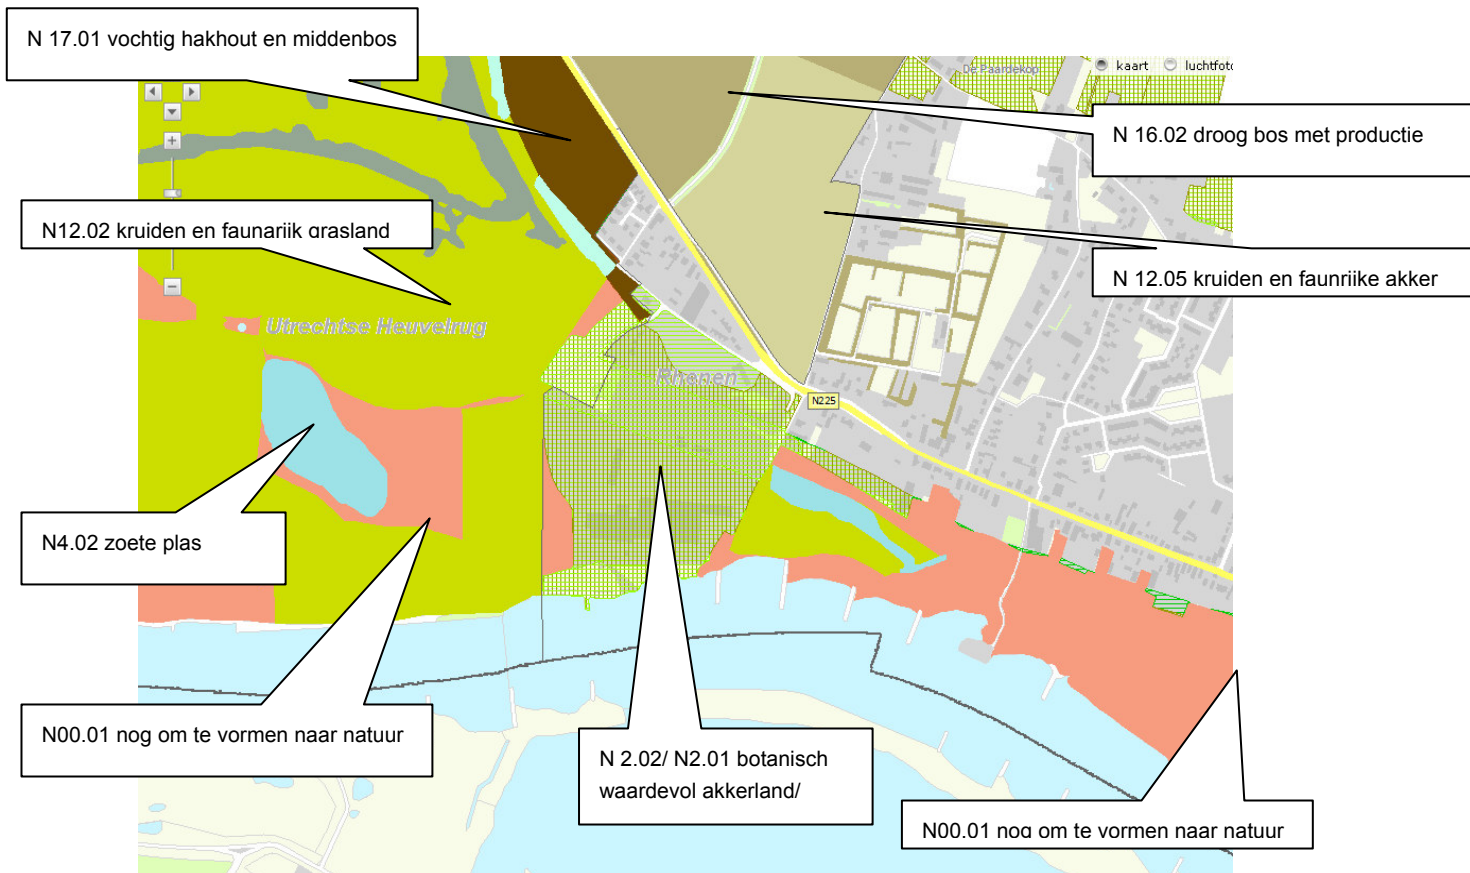 N 17.01 vochtig hakhout en middenbos
De Paardekop
kaart luchtfoto
N 16.02 droog bos met productie
N12.02 kruiden en faunarijk grasland
N 12.05 kruiden en faunrijke akker
Utrechtse Heuvelrug
Rhenen
N225
N4.02 zoete plas
N00.01 nog om te vormen naar natuur
N 2.02/ N2.01 botanisch
waardevol akkerland/
N00.01 nog om te vormen naar natuur